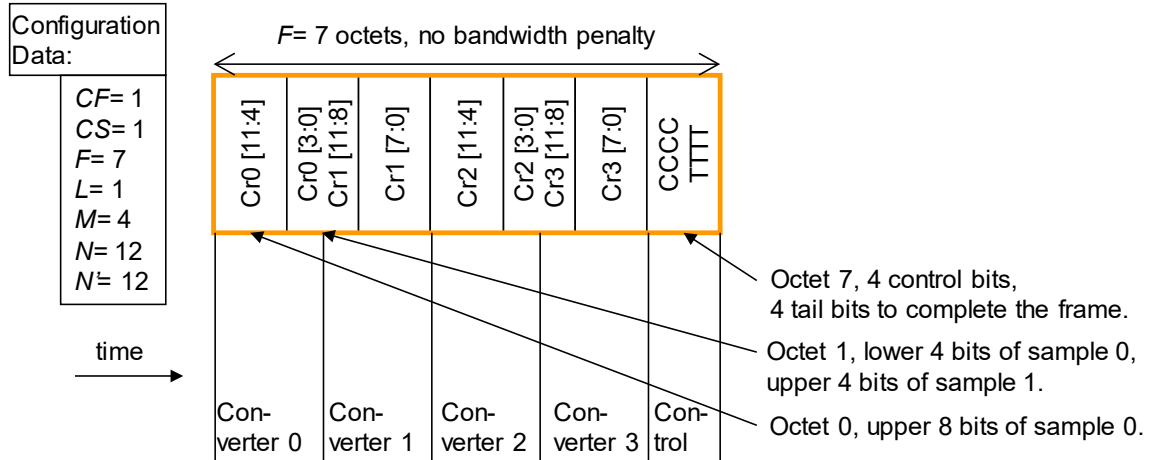 Configuration
Data:
CF= 1
CS= 1
F= 7
L= 1
M= 4
N= 12
N'= 12
time
F= 7 octets, no bandwidth penalty
Cr0 [11:4]
Cr0 [3:0]
Cr1 [11:8]
Cr1 [7:0]
Cr2 [11:4]
Cr2 [3:0]
Cr3 [11:8]
Cr3 [7:0]
CCCC
TTTT
Octet 7, 4 control bits,
4 tail bits to complete the frame.
Octet 1, lower 4 bits of sample 0,
upper 4 bits of sample 1.
Octet 0, upper 8 bits of sample 0.
Con-
verter 0
Con-
verter 1
Con-
verter 2
Con-
verter 3
Con-
trol